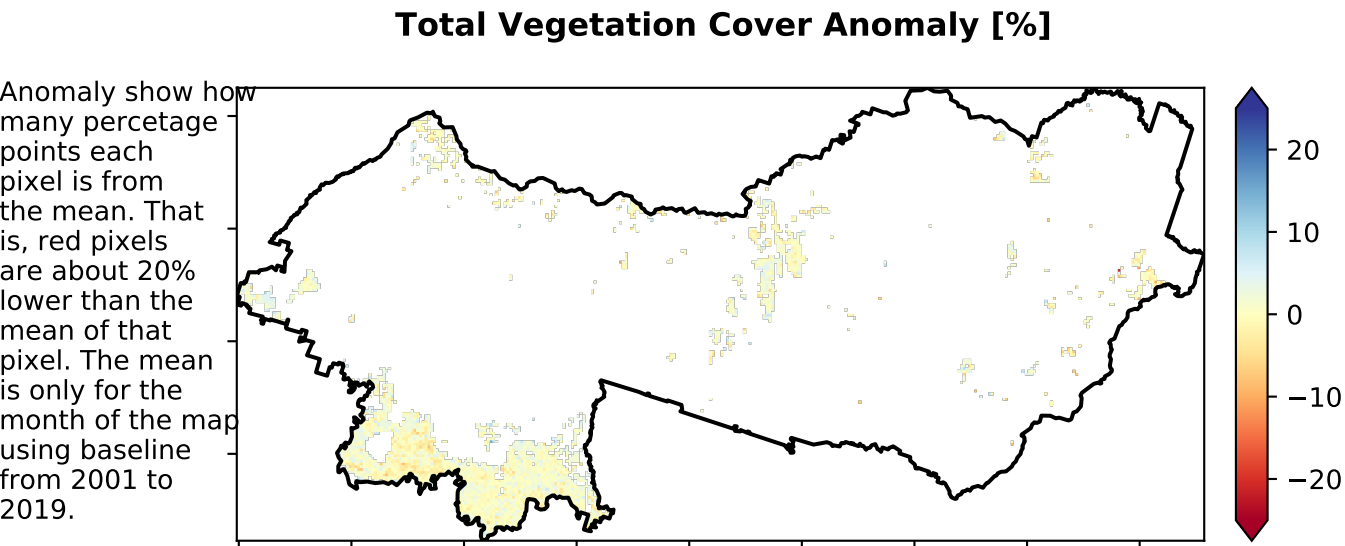 Total Vegetation Cover Anomaly [%]
Anomaly show how
many percetage
points each
pixel is from
the mean. That
is, red pixels
are about 20%
lower than the
mean of that
pixel. The mean
is only for the
month of the map
using baseline
from 2001 to
2019.
20
10
0
−10
−20